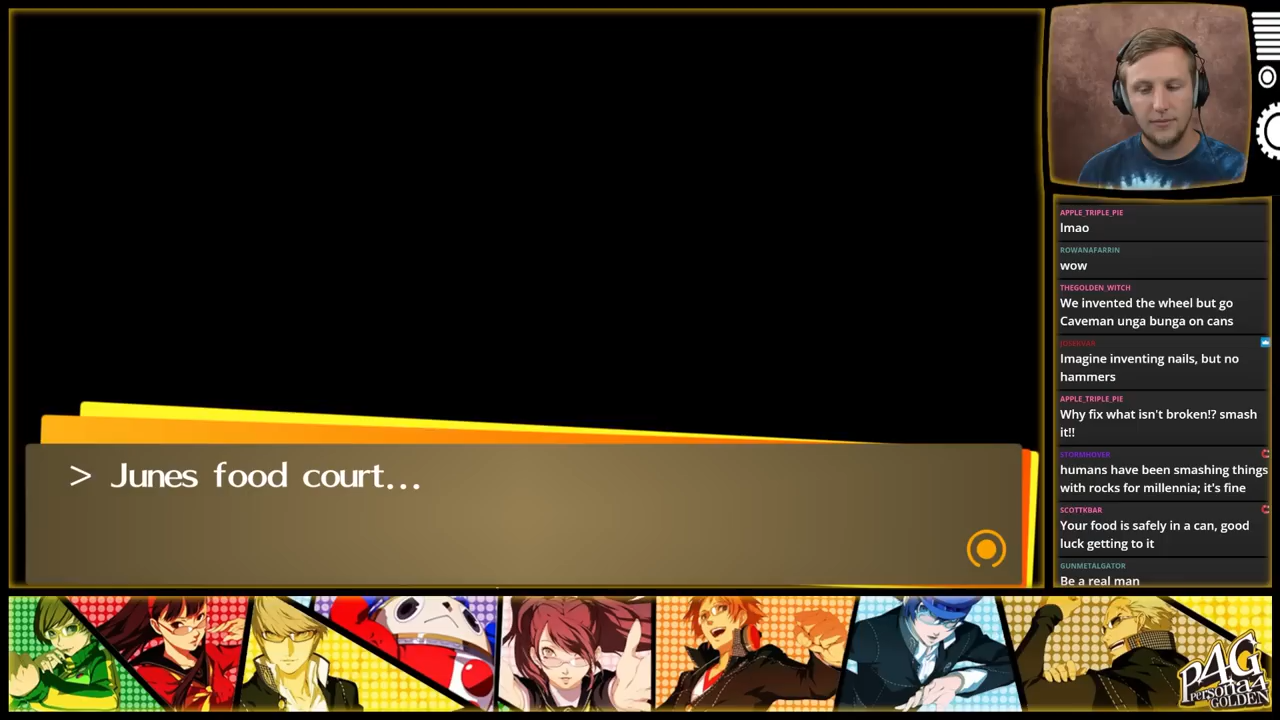 > Junes food court...
APPLE_TRIPLE_PIE
lmao
ROWANAFARRIN
wow
THEGOLDEN_WITCH
We invented the wheel but go
Caveman unga bunga on cans
Imagine inventing nails, but no
hammers
APPLE_TRIPLE_PIE
Why fix what isn't broken!? smash
it!!
STORMHOVER
humans have been smashing things
with rocks for millennia; it's fine
SCOTTKBAR
Your food is safely in a can, good
luck getting to it
GUNMETALGATOR
Be a real man
P4G
Persona4
GOLDEN